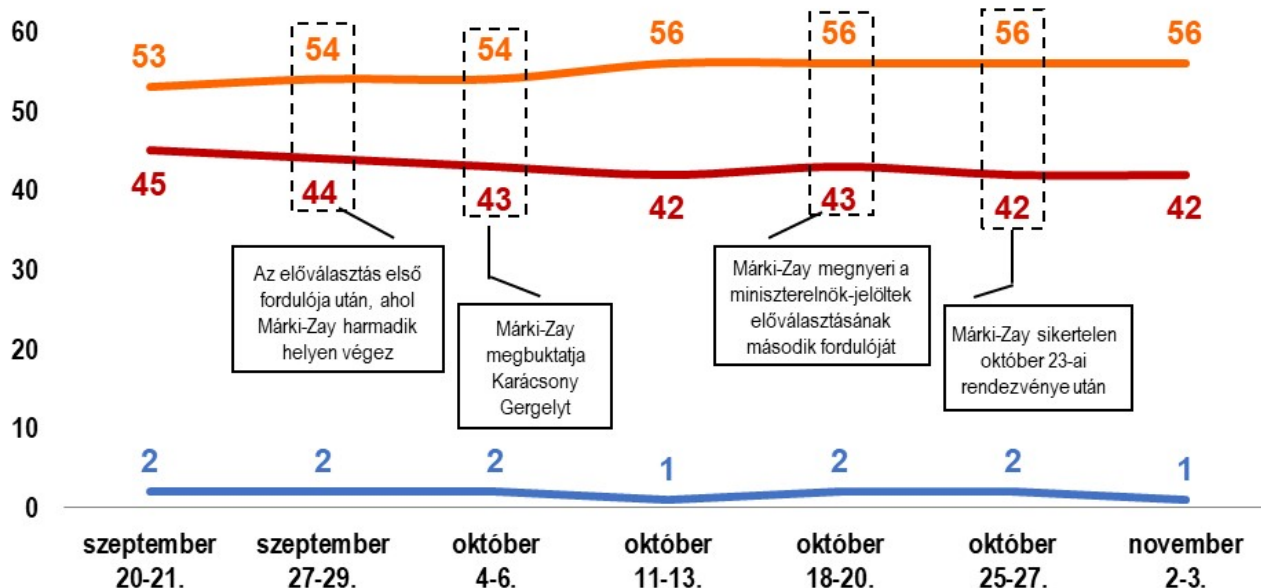 60
50
40
30
20
10
0
53
54
54
56
56
56
56
45
44
43
42
43
42
42
Az előválasztás első
fordulója után, ahol
Márki-Zay harmadik
helyen végez
Márki-Zay
megbuktatja
Karácsony
Gergelyt
Márki-Zay megnyeri a
miniszterelnök-jelöltek
előválasztásának
második fordulóját
Márki-Zay sikertelen
október 23-ai
rendezvénye után
2
2
2
1
2
2
1
szeptember
20-21.
szeptember
27-29.
október
4-6.
október
11-13.
október
18-20.
október
25-27.
november
2-3.